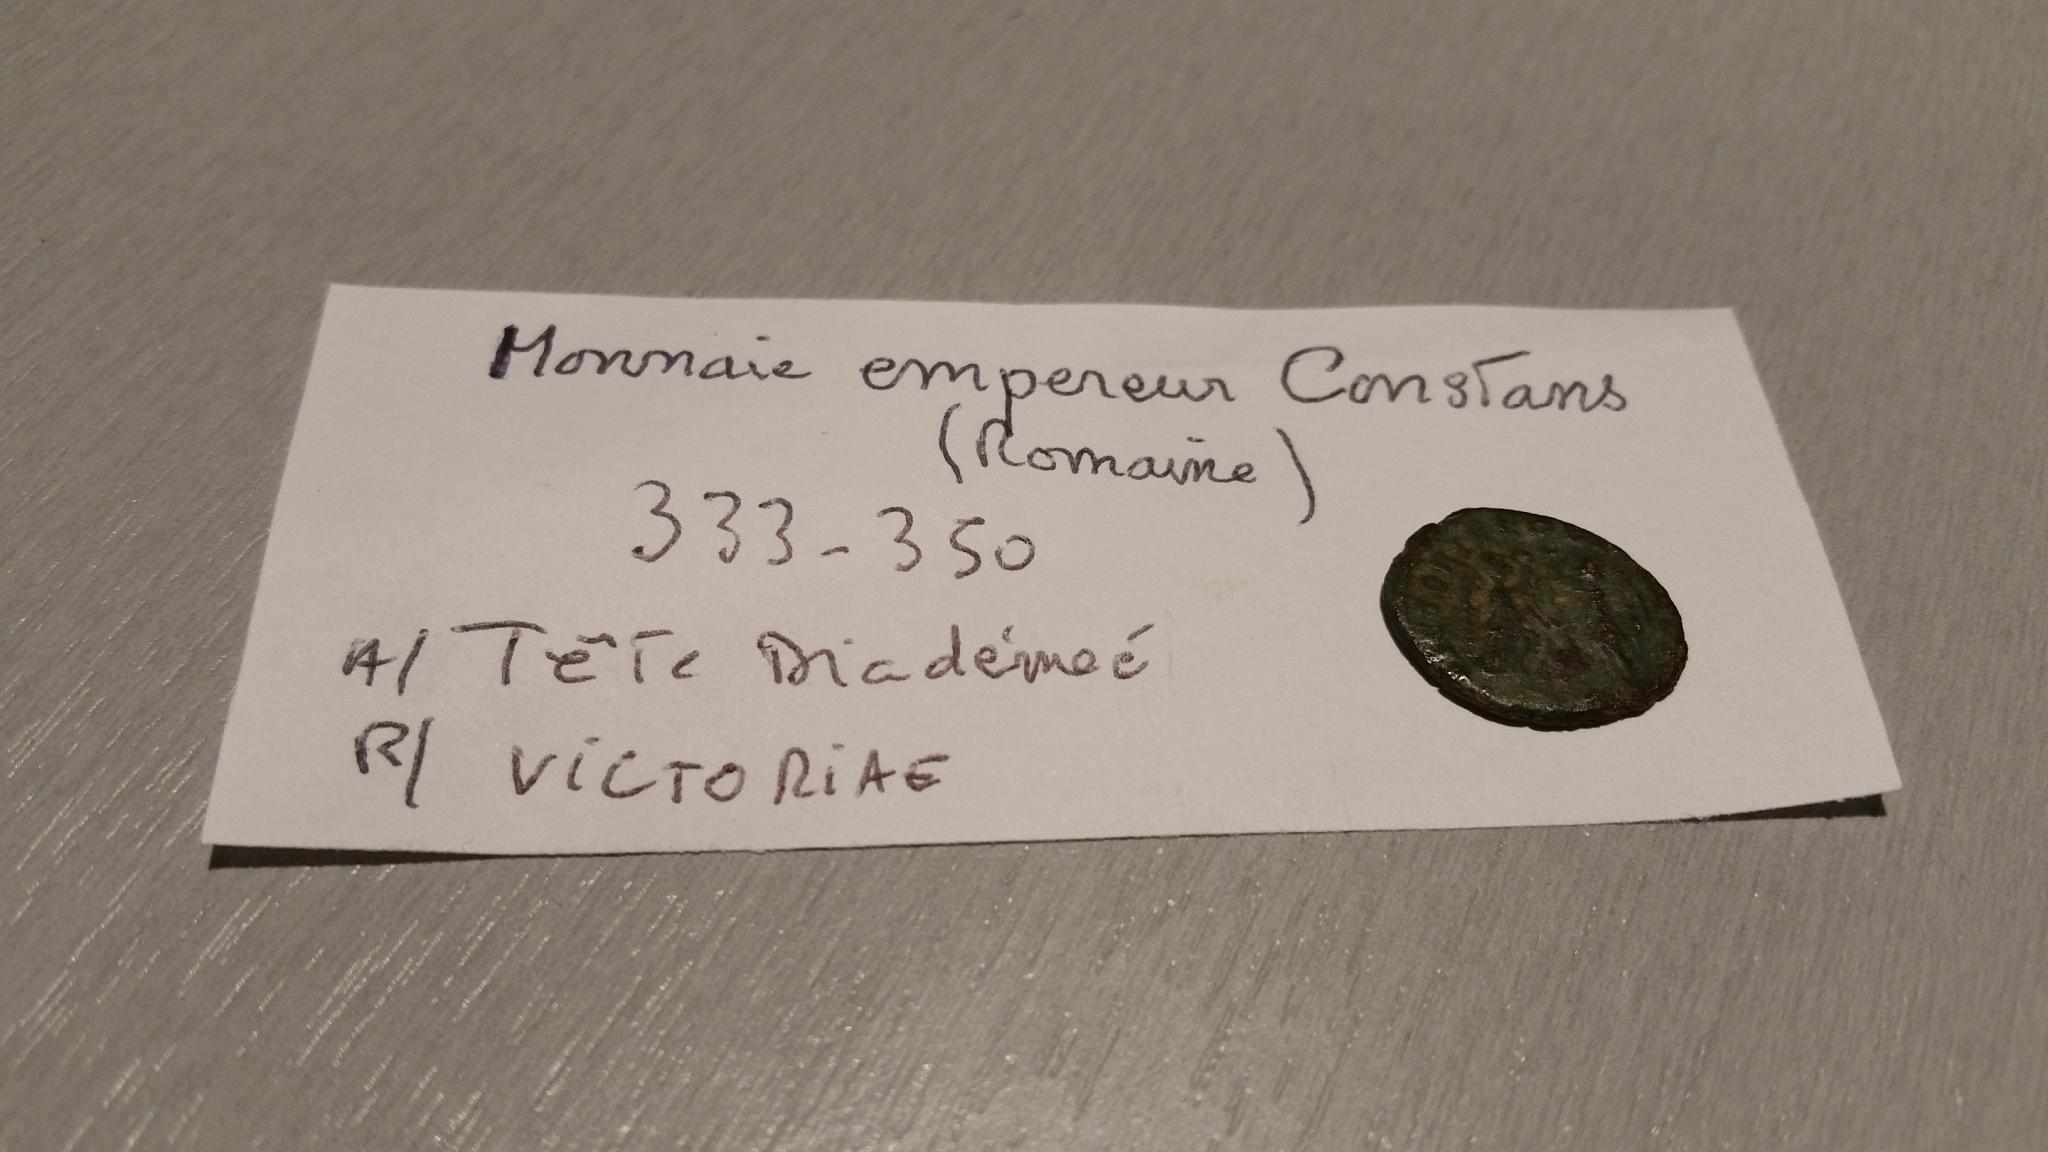 Monnaie empereur Constans
(Romaine)
333-350
A/ Tête Diadémeé
R/ VICTORIAE